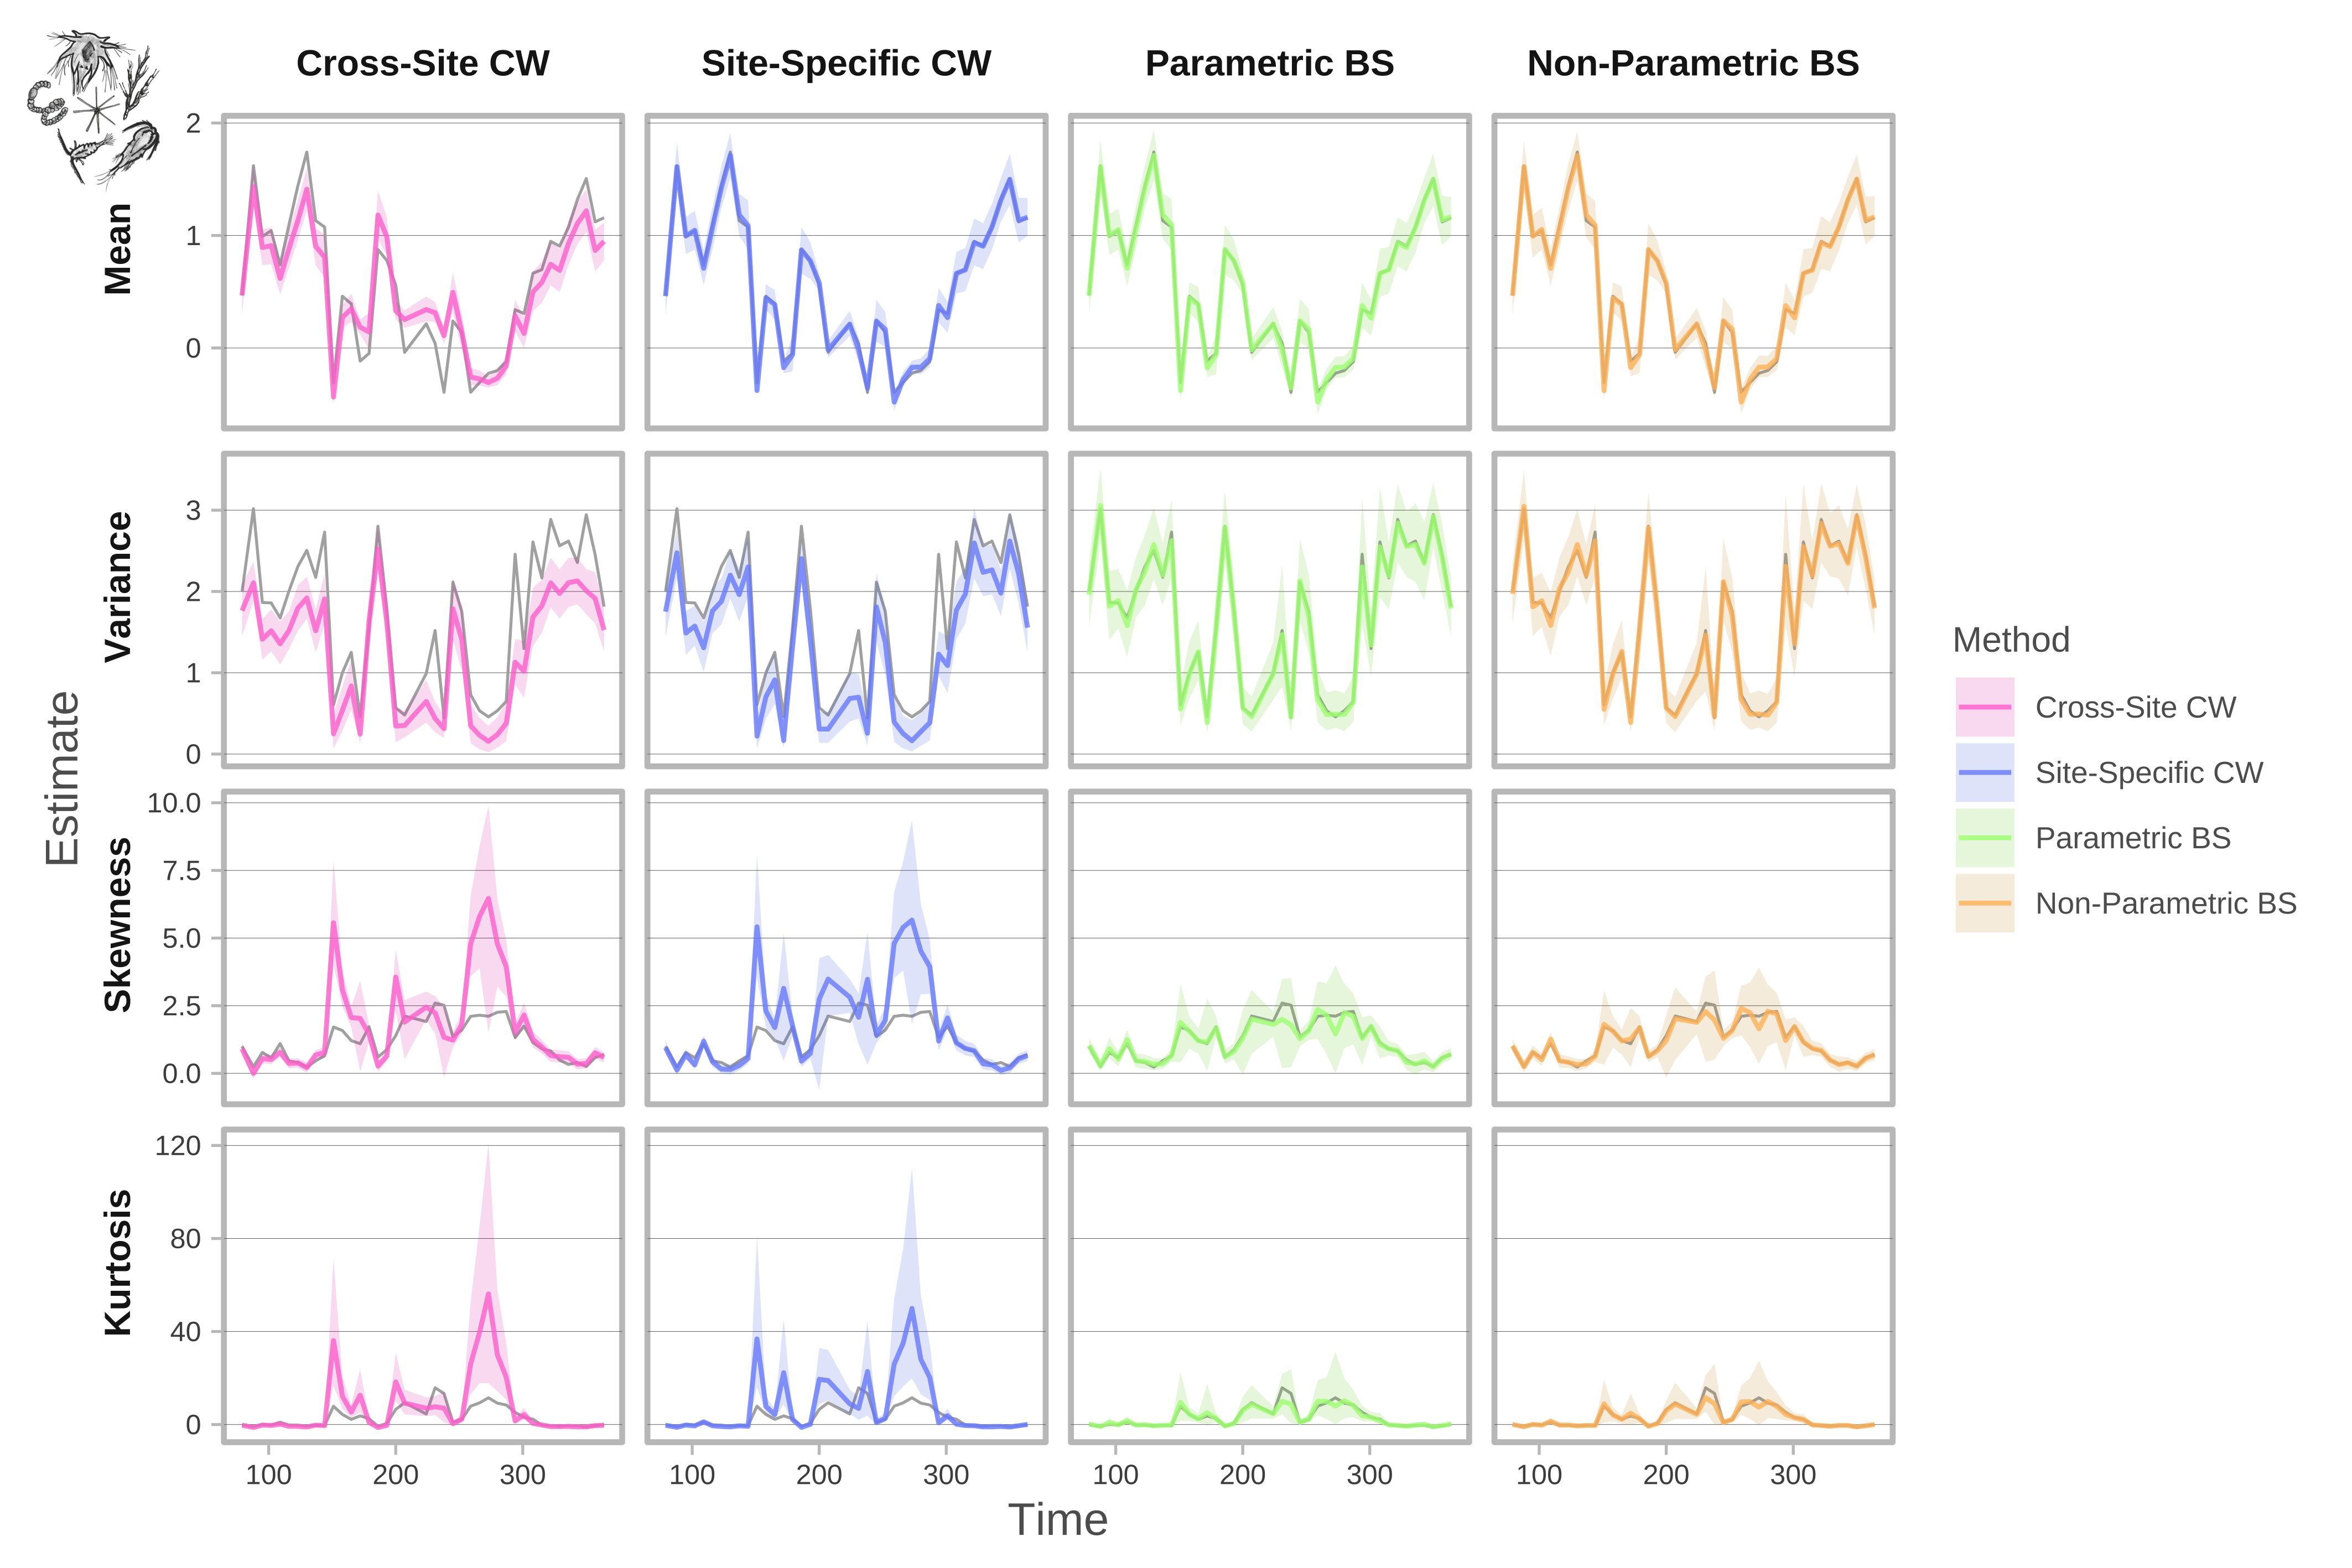 Cross-Site CW Site-Specific CW Parametric BS Non-Parametric BS
Mean
2
1
0
Variance
3
2
1
0
Estimate
Skewness
10.0
7.5
5.0
2.5
0.0
Kurtosis
120
80
40
0
100 200 300 100 200 300 100 200 300 100 200 300
Time
Method
Cross-Site CW
Site-Specific CW
Parametric BS
Non-Parametric BS